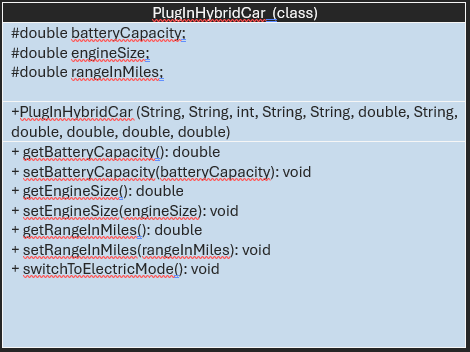 PlugInHybridCar (class)
#double batteryCapacity;
#double engineSize;
#double rangeInMiles;
+PlugInHybridCar (String, String, int, String, String, double, String,
double, double, double, double)
+ getBatteryCapacity(): double
+ setBatteryCapacity(batteryCapacity): void
+ getEngineSize(): double
+ setEngineSize(engineSize): void
+ getRangeInMiles(): double
+ setRangeInMiles(rangeInMiles): void
+ switchToElectricMode(): void